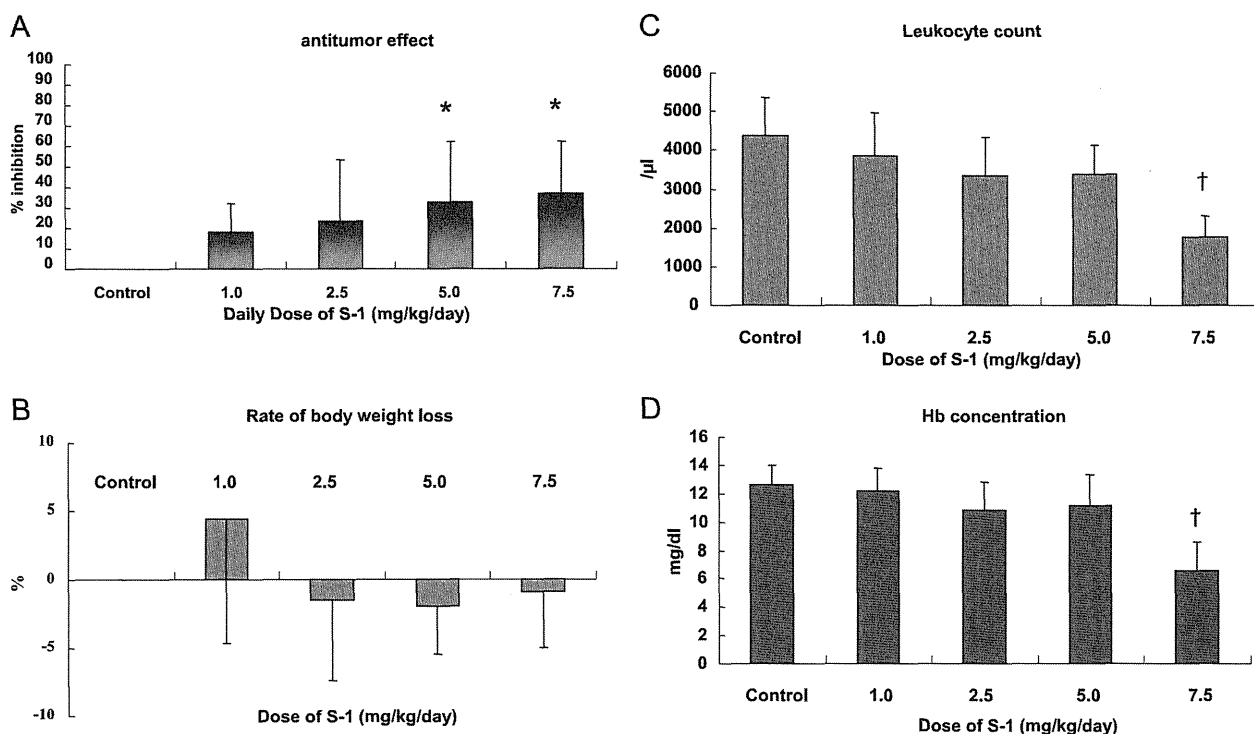 A
antitumor effect
100
90
80
70
60
50
40
30
20
10
0
% inhibition
*
*
Control 1.0 2.5 5.0 7.5
Daily Dose of S-1 (mg/kg/day)
B
Rate of body weight loss
10
5
0
-5
-10
%
Control 1.0 2.5 5.0 7.5
Dose of S-1 (mg/kg/day)
C
Leukocyte count
6000
5000
4000
3000
2000
1000
0
/µl
†
Control 1.0 2.5 5.0 7.5
Dose of S-1 (mg/kg/day)
D
Hb concentration
16
14
12
10
8
6
4
2
0
mg/dl
†
Control 1.0 2.5 5.0 7.5
Dose of S-1 (mg/kg/day)